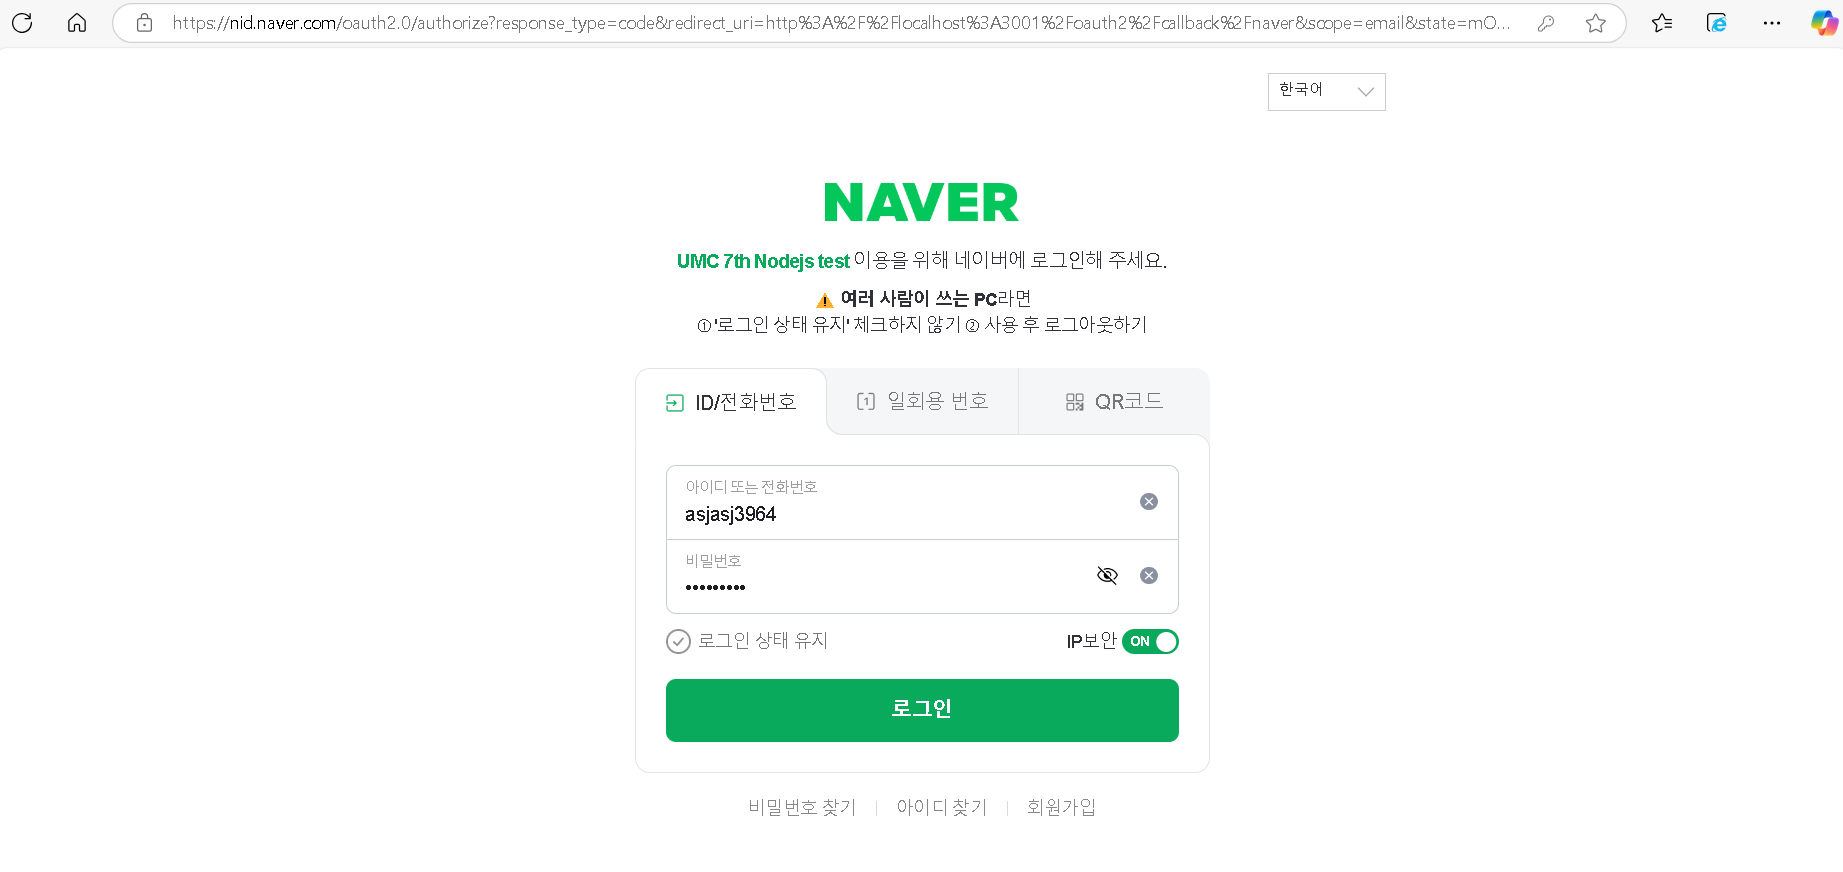 https://nid.naver.com/oauth2.0/authorize?response_type=code&redirect_uri=http%3A%2F%2Flocalhost%3A3001%2Foauth2%2Fcallback%2Fnaver&scope=email&state=mO...
한국어
NAVER
UMC 7th Nodejs test 이용을 위해 네이버에 로그인해 주세요.
여러 사람이 쓰는 PC라면
① '로그인 상태 유지' 체크하지 않기 ② 사용 후 로그아웃하기
ID/전화번호
1 일회용 번호
QR코드
아이디 또는 전화번호
asjasj3964
비밀번호
•••••••••
로그인 상태 유지
IP보안 ON
로그인
비밀번호 찾기 | 아이디 찾기 | 회원가입